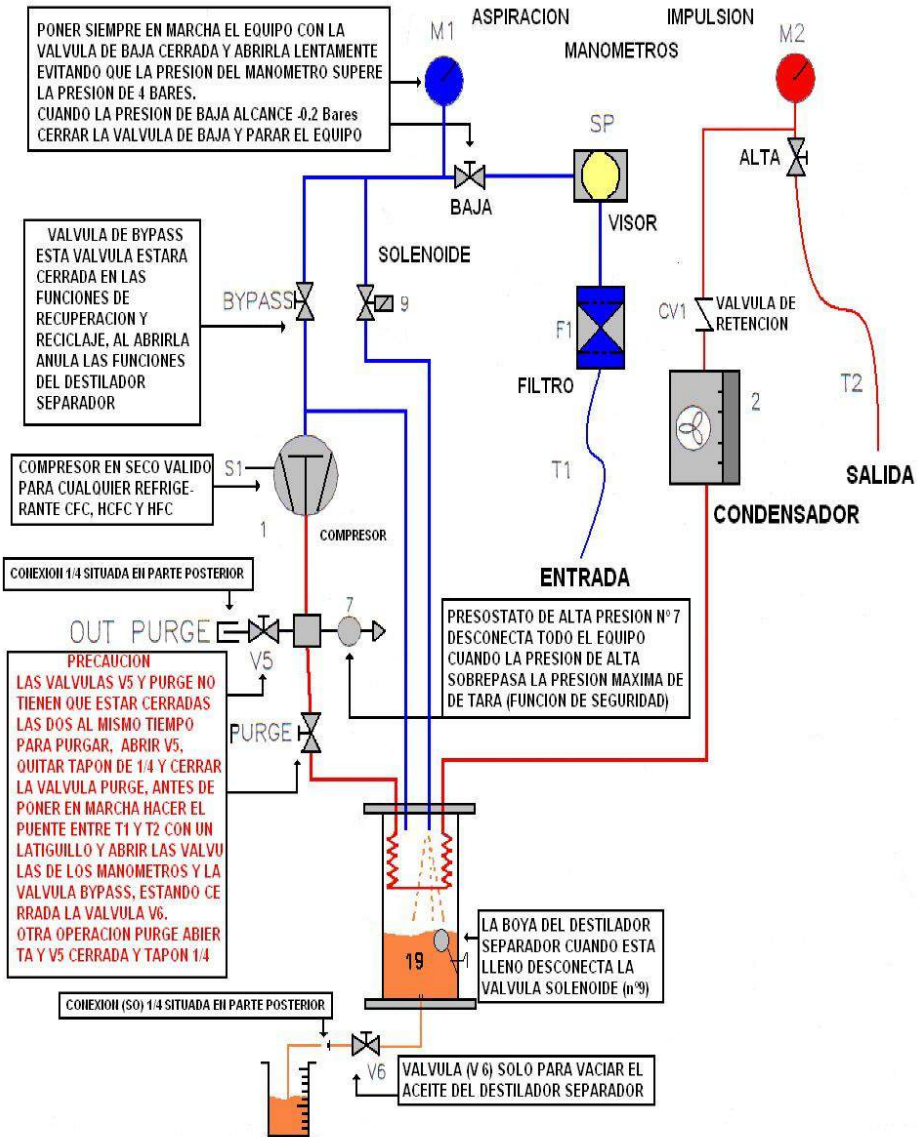 PONER SIEMPRE EN MARCHA EL EQUIPO CON LA
VALVULA DE BAJA CERRADA Y ABRIRLA LENTAMENTE
EVITANDO QUE LA PRESION DEL MANOMETRO SUPERE
LA PRESION DE 4 BARES.
CUANDO LA PRESION DE BAJA ALCANCE -0.2 Bares
CERRAR LA VALVULA DE BAJA Y PARAR EL EQUIPO
ASPIRACION
IMPULSION
M1
MANOMETROS
M2
SP
ALTA
BAJA
VISOR
VALVULA DE BYPASS
ESTA VALVULA ESTARA
CERRADA EN LAS
FUNCIONES DE
RECUPERACION Y
RECICLAJE, AL ABRIRLA
ANULA LAS FUNCIONES
DEL DESTILADOR
SEPARADOR
SOLENOIDE
BYPASS
9
F1
FILTRO
CV1
VALVULA DE
RETENCION
2
T2
T1
SALIDA
CONDENSADOR
ENTRADA
COMPRESOR EN SECO VALIDO
PARA CUALQUIER REFRIGE-
RANTE CFC, HCFC Y HFC
S1
1
COMPRESOR
CONEXION 1/4 SITUADA EN PARTE POSTERIOR
OUT PURGE
V5
7
PRESOSTATO DE ALTA PRESION Nº 7
DESCONECTA TODO EL EQUIPO
CUANDO LA PRESION DE ALTA
SOBREPASA LA PRESION MAXIMA DE
DE TARA (FUNCION DE SEGURIDAD)
PRECAUCION
LAS VALVULAS V5 Y PURGE NO
TIENEN QUE ESTAR CERRADAS
LAS DOS AL MISMO TIEMPO
PARA PURGAR, ABRIR V5,
QUITAR TAPON DE 1/4 Y CERRAR
LA VALVULA PURGE, ANTES DE
PONER EN MARCHA HACER EL
PUENTE ENTRE T1 Y T2 CON UN
LATIGUILLO Y ABRIR LAS VALVU
LAS DE LOS MANOMETROS Y LA
VALVULA BYPASS, ESTANDO CE
RRADA LA VALVULA V6.
OTRA OPERACION PURGE ABIER
TA Y V5 CERRADA Y TAPON 1/4
PURGE
19
LA BOYA DEL DESTILADOR
SEPARADOR CUANDO ESTA
LLENO DESCONECTA LA
VALVULA SOLENOIDE (nº9)
CONEXION (SO) 1/4 SITUADA EN PARTE POSTERIOR
V6
VALVULA (V 6) SOLO PARA VACIAR EL
ACEITE DEL DESTILADOR SEPARADOR